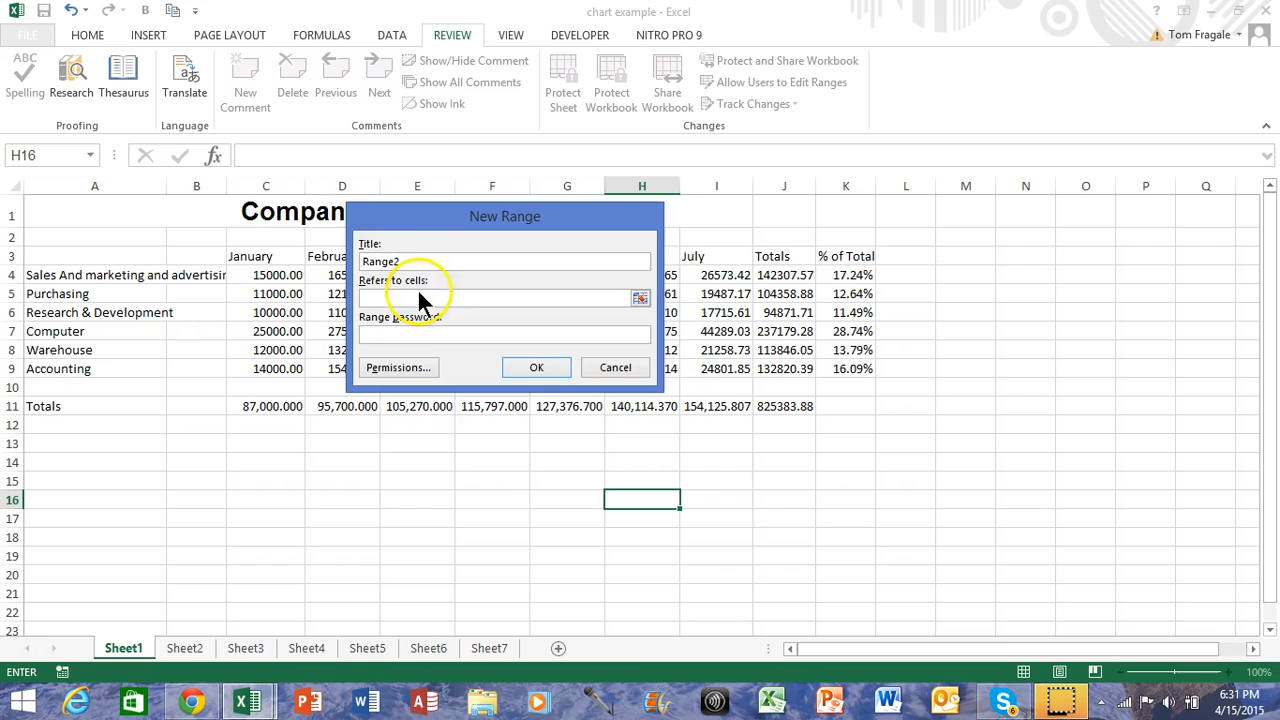 chart example - Excel
FILE HOME INSERT PAGE LAYOUT FORMULAS DATA REVIEW VIEW DEVELOPER NITRO PRO 9 Tom Fragale
ABC
Spelling Research Thesaurus Translate New Comment Delete Previous Next Show/Hide Comment
Show All Comments
Show Ink
Protect Sheet Protect Workbook Share Workbook Protect and Share Workbook
Allow Users to Edit Ranges
Track Changes
Proofing Language Comments Changes
H16 fx
A B C D E F G H I J K L M N O P Q
1 Compan
2
3 January Februa July Totals % of Total
4 Sales And marketing and advertisir 15000.00 165 65 26573.42 142307.57 17.24%
5 Purchasing 11000.00 121 61 19487.17 104358.88 12.64%
6 Research & Development 10000.00 110 10 17715.61 94871.71 11.49%
7 Computer 25000.00 275 75 44289.03 237179.28 28.74%
8 Warehouse 12000.00 132 12 21258.73 113846.05 13.79%
9 Accounting 14000.00 154 14 24801.85 132820.39 16.09%
10
11 Totals 87,000.000 95,700.000 105,270.000 115,797.000 127,376.700 140,114.370 154,125.807 825383.88
12
13
14
15
16
17
18
19
20
21
22
23
New Range
Title:
Range2
Refers to cells:
Range password:
Permissions... OK Cancel
Sheet1 Sheet2 Sheet3 Sheet4 Sheet5 Sheet6 Sheet7
ENTER 100%
6:31 PM
4/15/2015